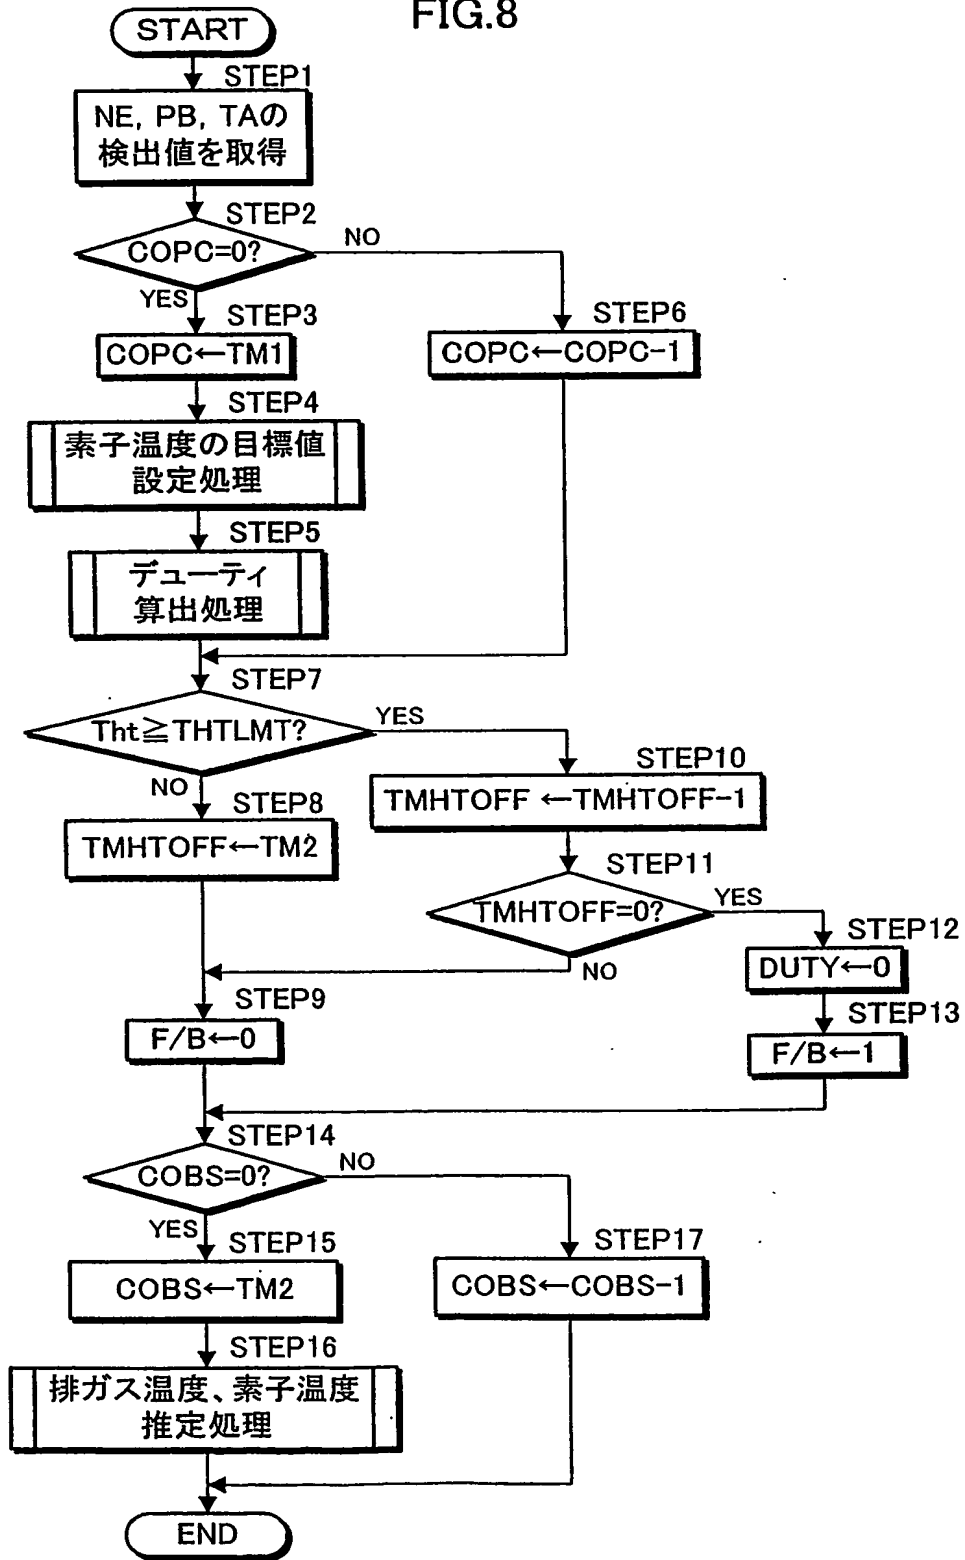 FIG.8
START
STEP1
NE, PB, TAの
検出値を取得
STEP2
COPC=0?
NO
YES
STEP3
COPC←TM1
STEP6
COPC←COPC-1
STEP4
素子温度の目標値
設定処理
STEP5
デューティ
算出処理
STEP7
Tht≧THTLMT?
YES
NO
STEP10
TMHTOFF←TMHTOFF-1
STEP8
TMHTOFF←TM2
STEP11
TMHTOFF=0?
YES
NO
STEP12
DUTY←0
STEP9
F/B←0
STEP13
F/B←1
STEP14
COBS=0?
NO
YES
STEP15
COBS←TM2
STEP17
COBS←COBS-1
STEP16
排ガス温度、素子温度
推定処理
END